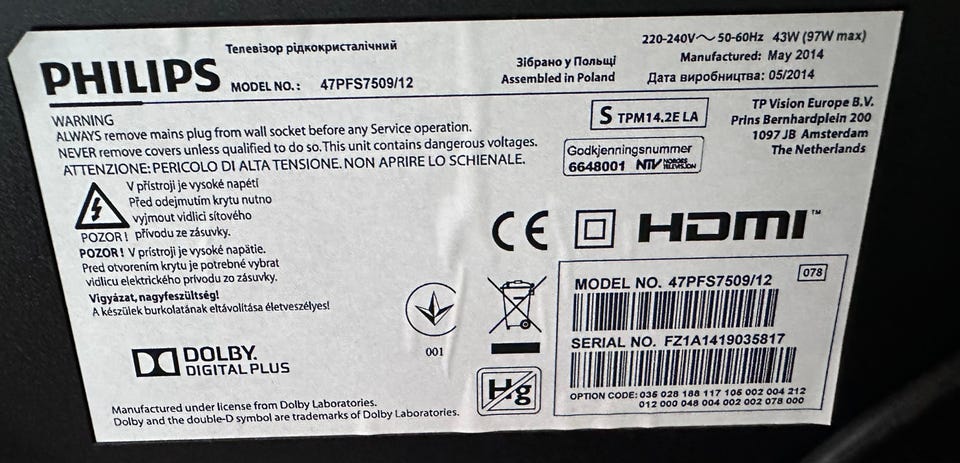 Телевізор рідкокристалічний
PHILIPS MODEL NO.: 47PFS7509/12
Зібрано у Польщі
Assembled in Poland
220-240V~ 50-60Hz 43W (97W max)
Manufactured: May 2014
Дата виробництва: 05/2014
WARNING
ALWAYS remove mains plug from wall socket before any Service operation.
NEVER remove covers unless qualified to do so. This unit contains dangerous voltages.
ATTENZIONE: PERICOLO DI ALTA TENSIONE. NON APRIRE LO SCHIENALE.
S TPM14.2E LA
TP Vision Europe B.V.
Prins Bernhardplein 200
1097 JB Amsterdam
The Netherlands
Godkjenningsnummer
6648001 NTV NORGES TELEVISJON
V přístroji je vysoké napětí
Před odejmutím krytu nutno
vyjmout vidlici síťového
POZOR! přívodu ze zásuvky.
POZOR! V prístroji je vysoké napätie.
Pred otvorením krytu je potrebné vybrat
vidlicu elektrického prívodu zo zásuvky.
Vigyázat, nagyfeszültség!
A készülek burkolatának eltávolítása életveszélyes!
CE HDMI™
001
Hg
MODEL NO. 47PFS7509/12 078
SERIAL NO. FZ1A1419035817
OPTION CODE: 035 028 188 117 105 002 004 212
012 000 048 004 002 002 078 000
DOLBY.
DIGITAL PLUS
Manufactured under license from Dolby Laboratories.
Dolby and the double-D symbol are trademarks of Dolby Laboratories.